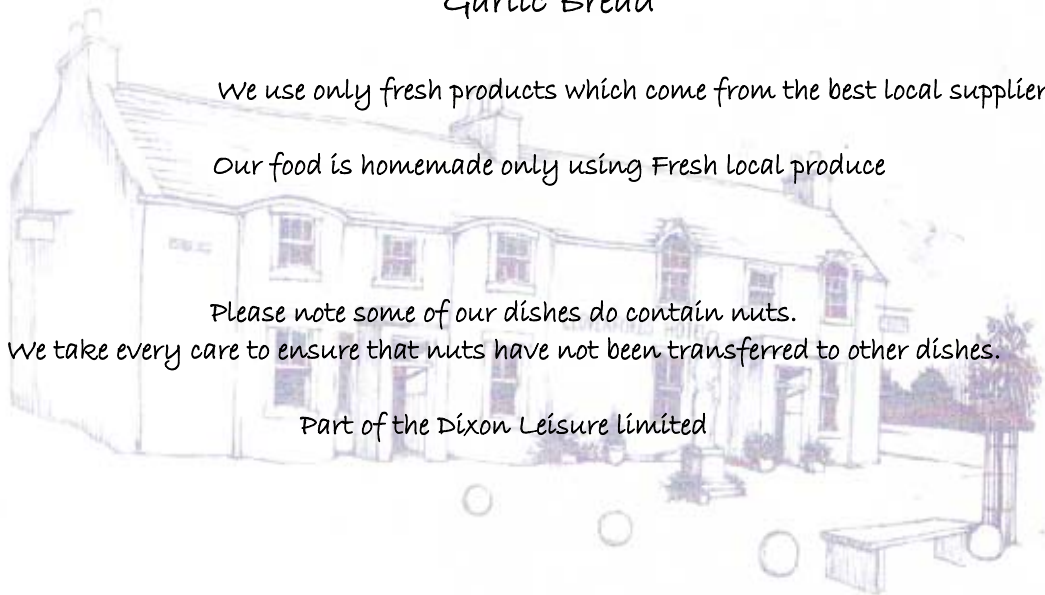 Garlic Bread
We use only fresh products which come from the best local supplier
Our food is homemade only using Fresh local produce
Please note some of our dishes do contain nuts.
We take every care to ensure that nuts have not been transferred to other dishes.
Part of the Dixon Leisure limited